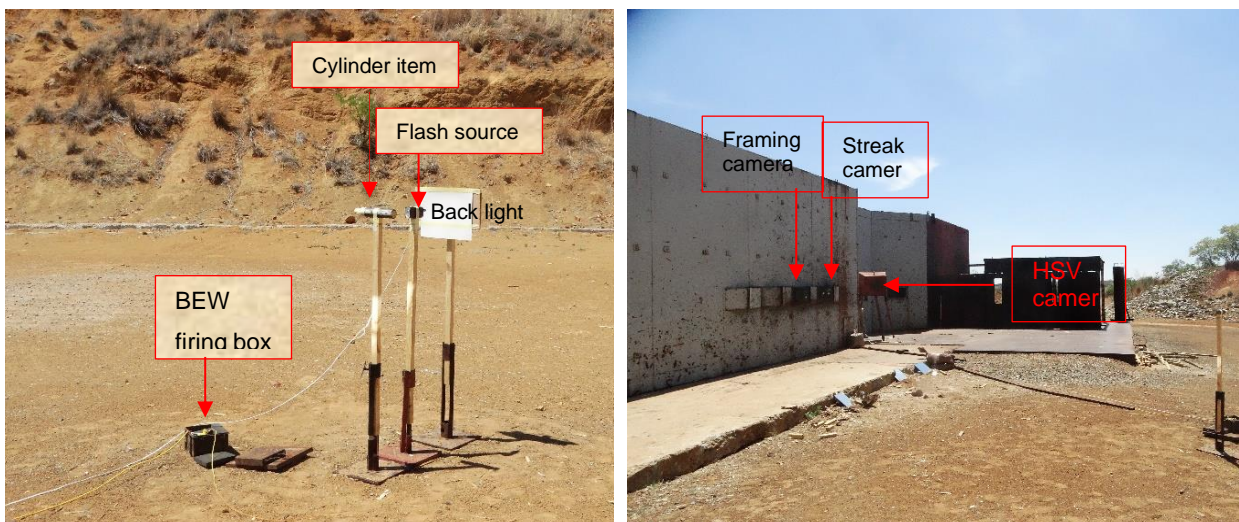 Cylinder item
Flash source
Back light
BEW
firing box
Framing
camera
Streak
camer
HSV
camer